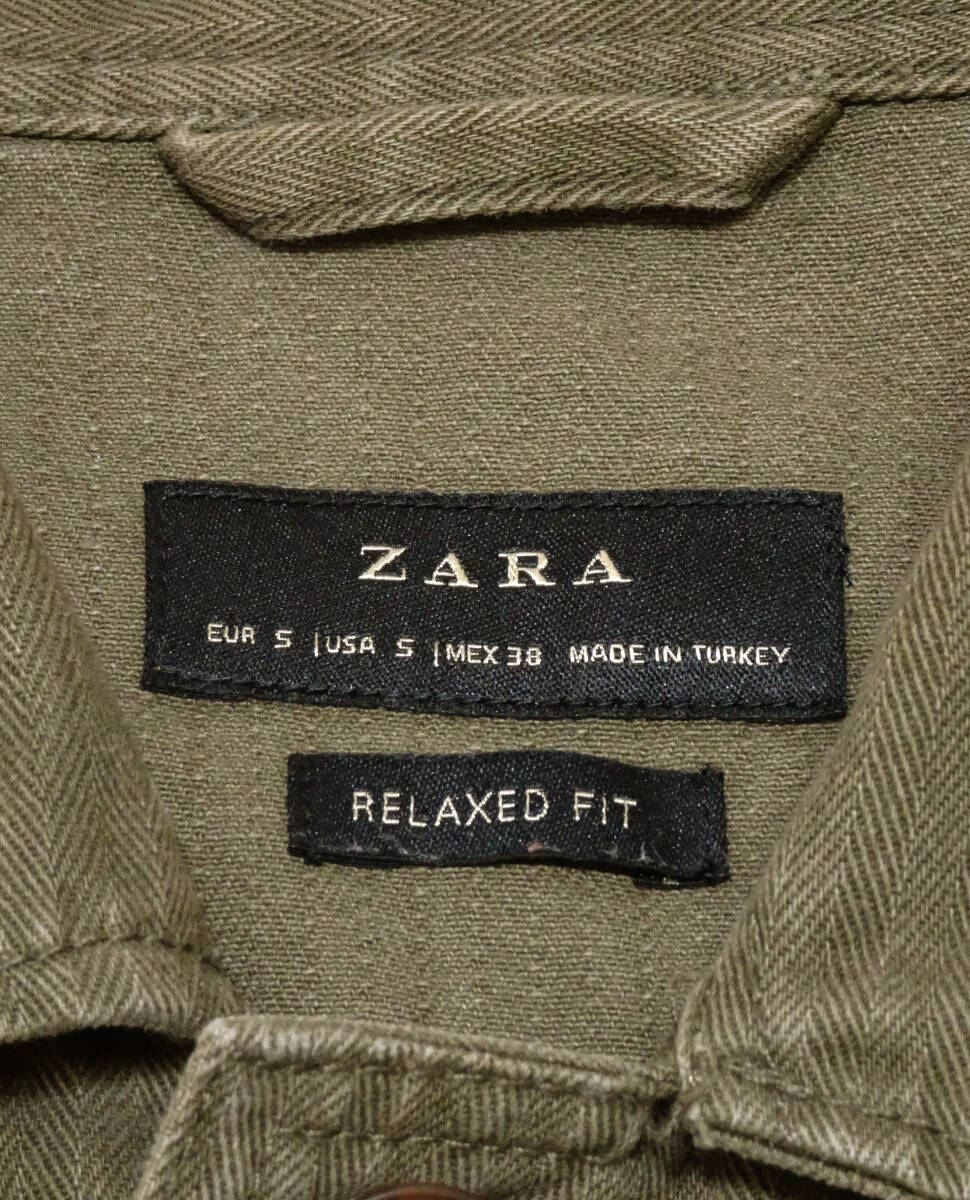 ZARA
EUR S | USA S | MEX 38 MADE IN TURKEY
RELAXED FIT